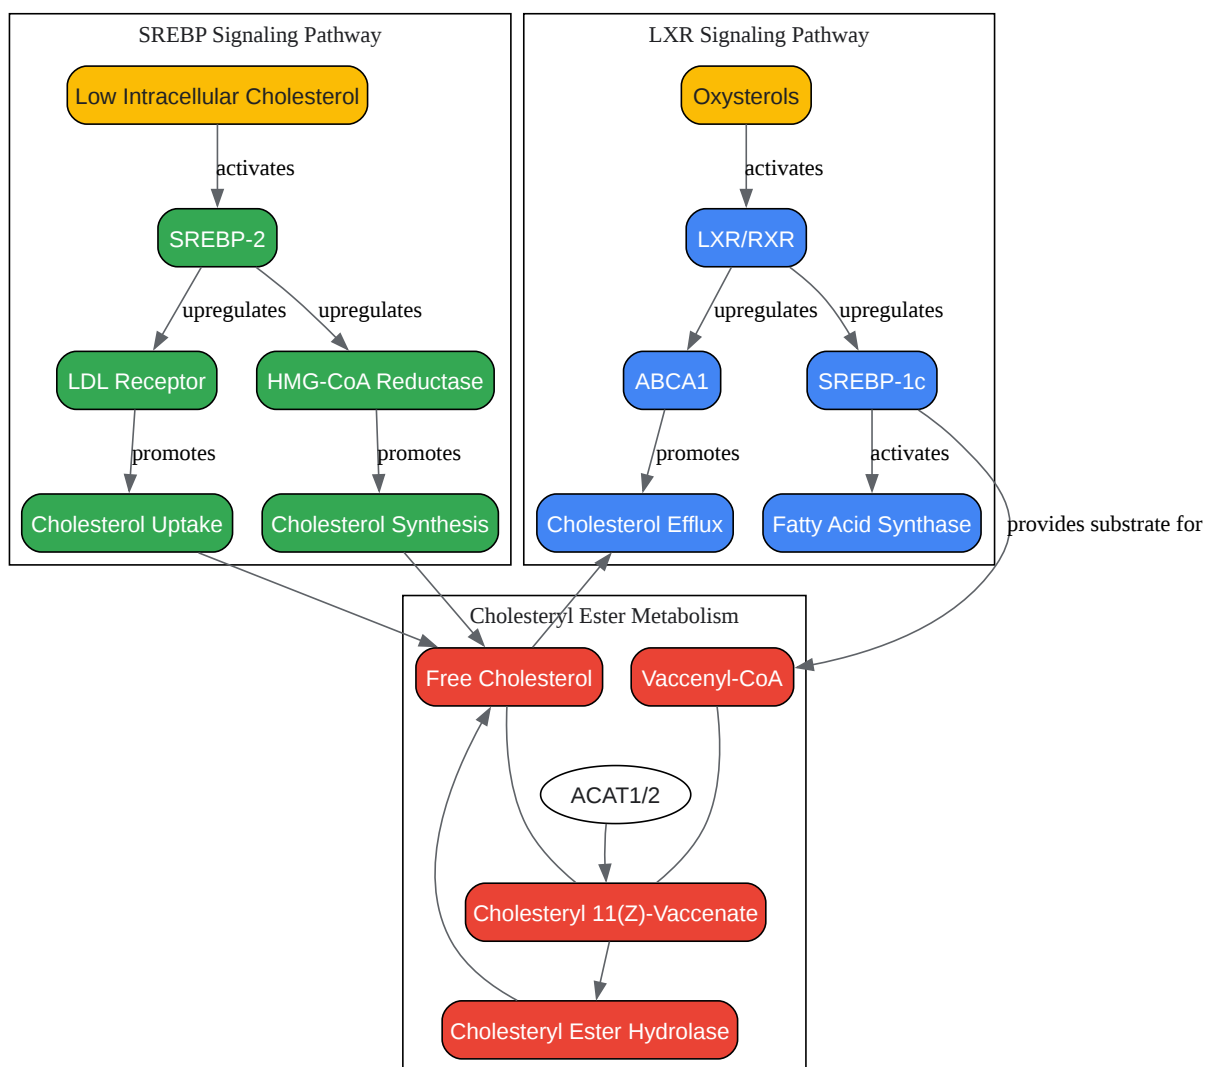 SREBP Signaling Pathway
LXR Signaling Pathway
Low Intracellular Cholesterol
Oxysterols
activates
activates
SREBP-2
LXR/RXR
upregulates
upregulates
upregulates
upregulates
LDL Receptor
HMG-CoA Reductase
ABCA1
SREBP-1c
promotes
promotes
promotes
activates
Cholesterol Uptake
Cholesterol Synthesis
Cholesterol Efflux
Fatty Acid Synthase
provides substrate for
Cholesteryl Ester Metabolism
Free Cholesterol
Vaccenyl-CoA
ACAT1/2
Cholesteryl 11(Z)-Vaccenate
Cholesteryl Ester Hydrolase